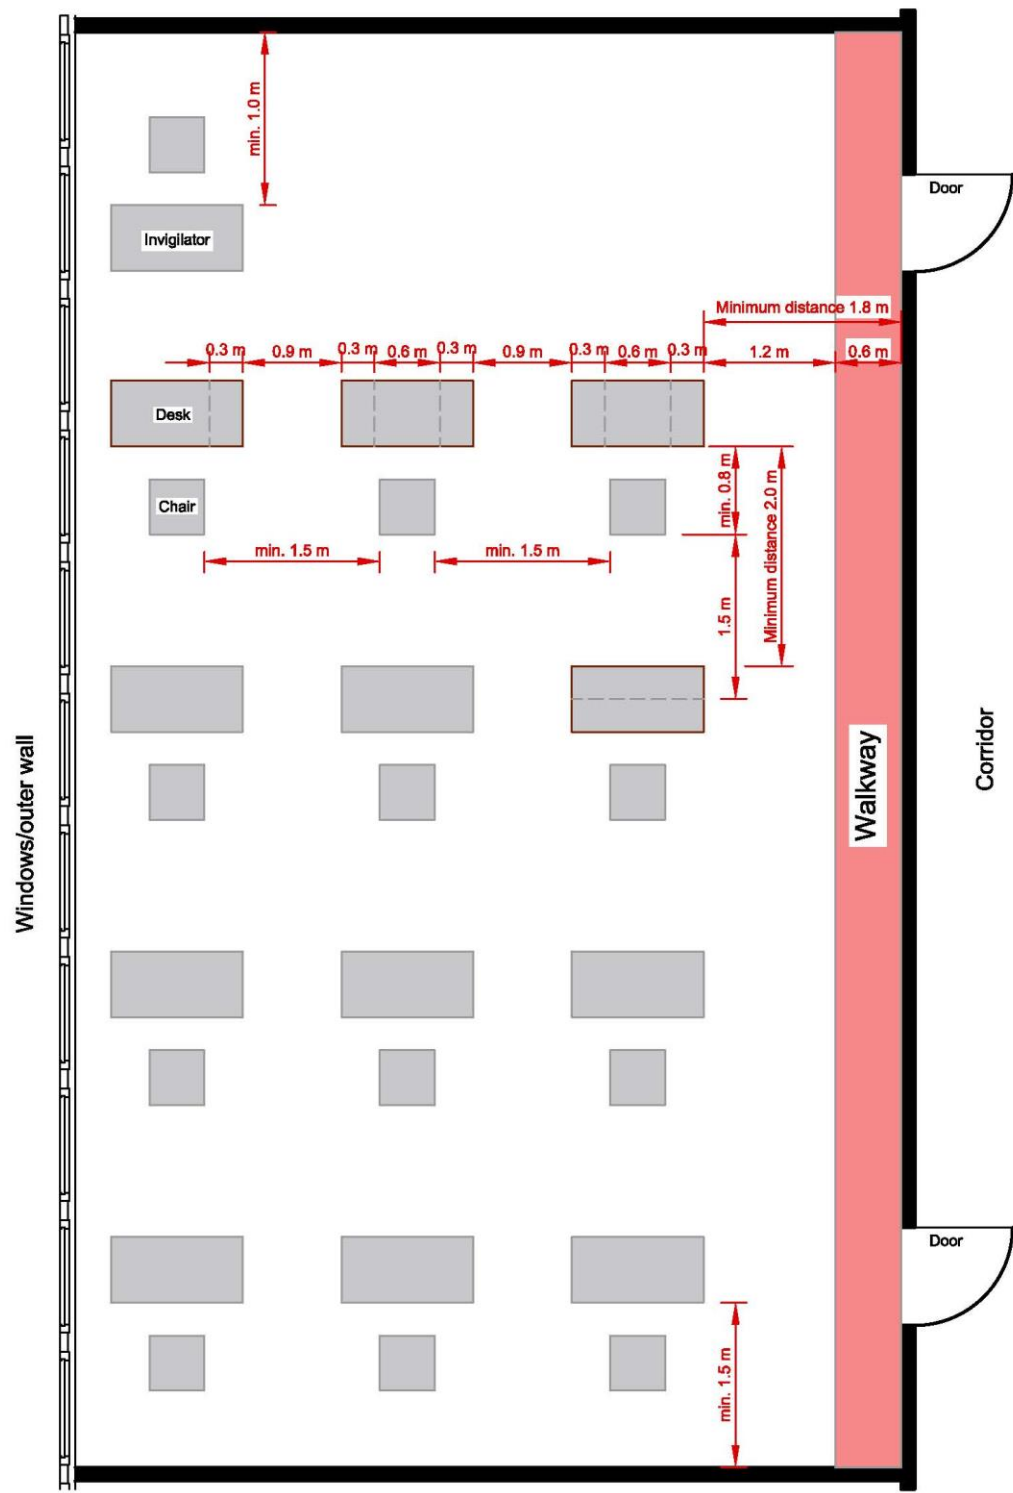 min. 1.0 m
Door
Invigilator
Minimum distance 1.8 m
0.3 m
0.9 m
0.3 m
0.6 m
0.3 m
0.9 m
0.3 m
0.6 m
0.3 m
1.2 m
0.6 m
Desk
Chair
min. 0.8 m
Minimum distance 2.0 m
min. 1.5 m
min. 1.5 m
1.5 m
Windows/outer wall
Walkway
Corridor
Door
min. 1.5 m